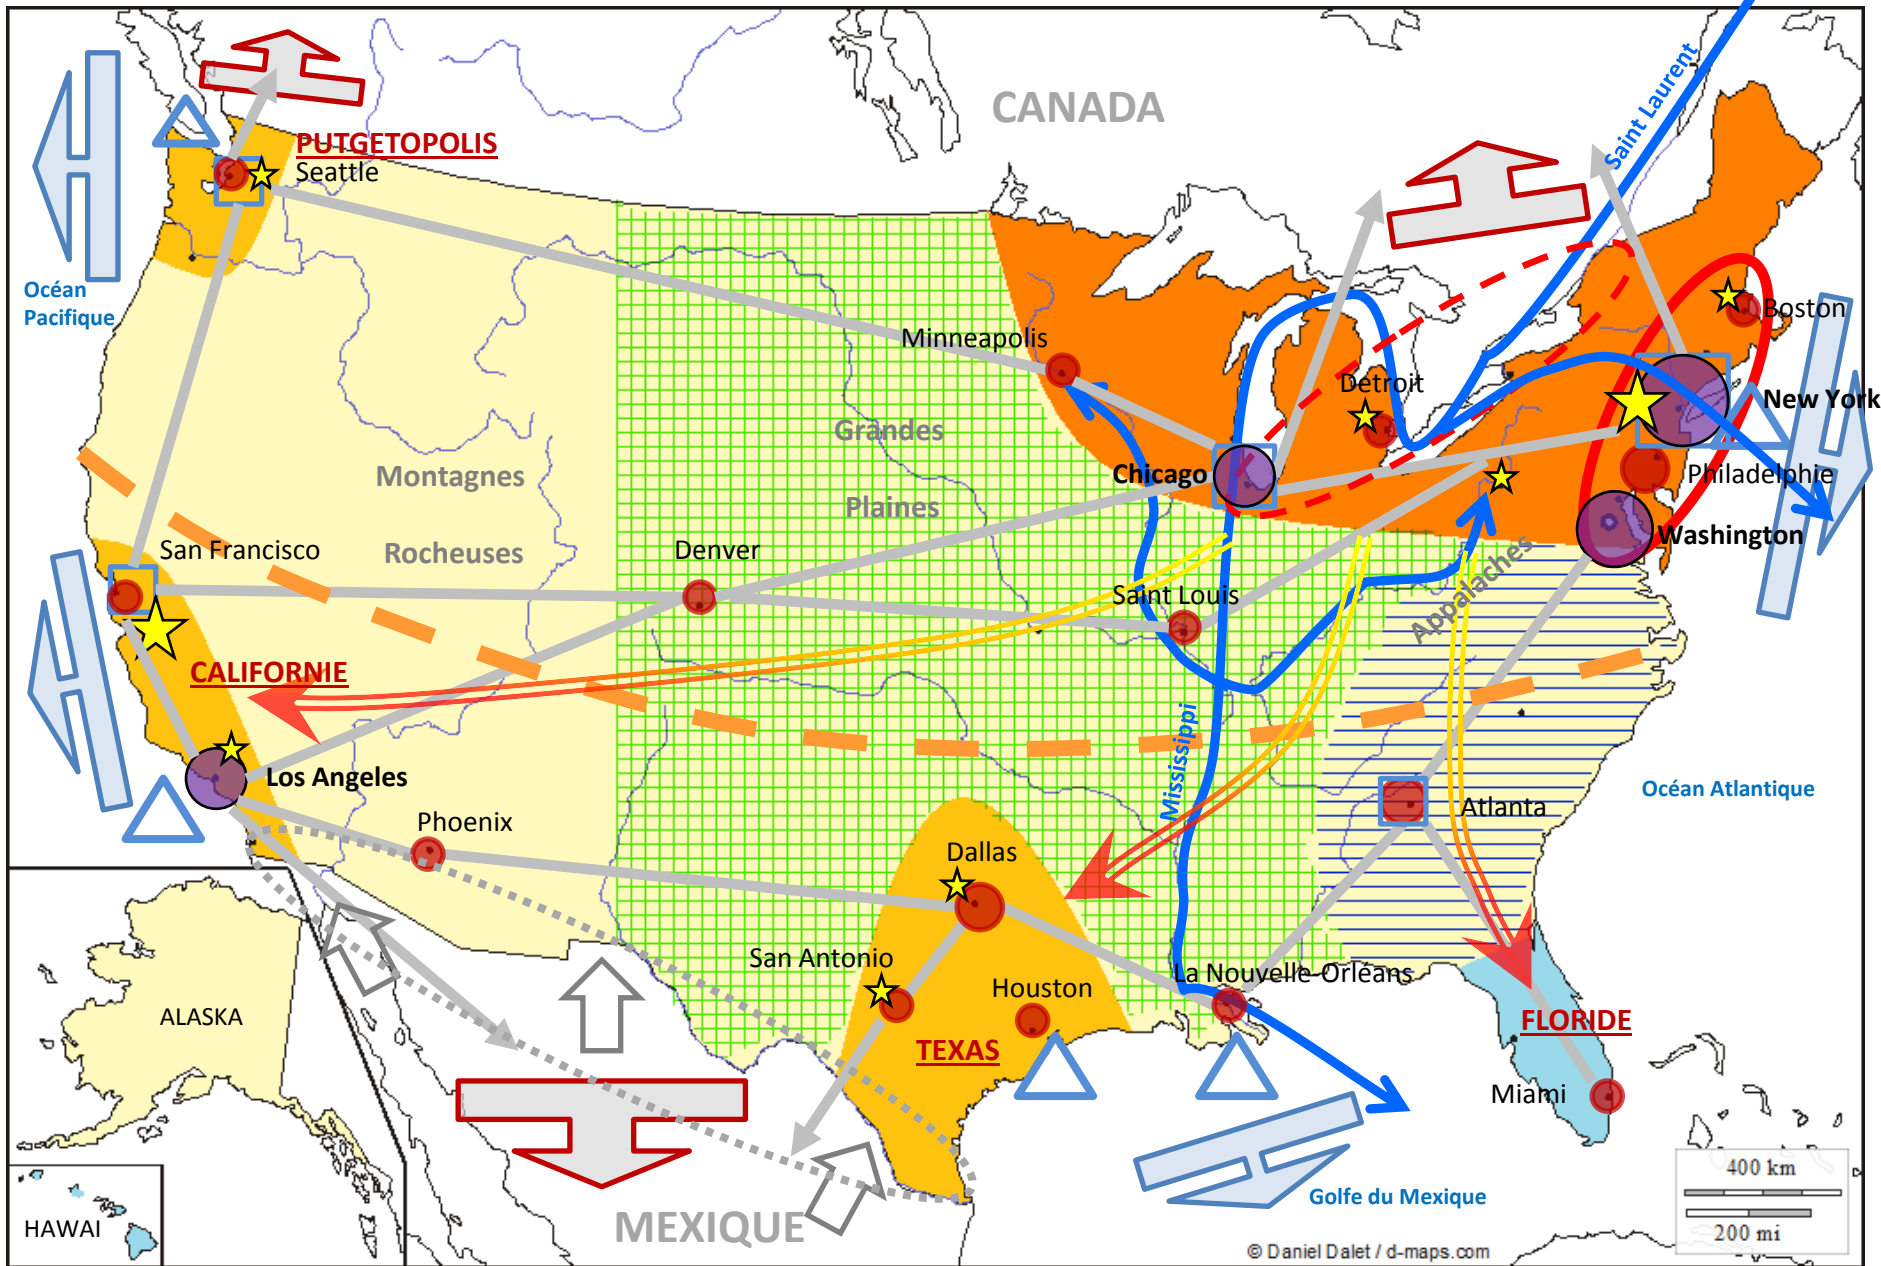 CANADA
Saint Laurent
PUTGETOPOLIS
Seattle
Océan
Pacifique
Minneapolis
Boston
Detroit
New York
Grandes
Plaines
Montagnes
Rocheuses
Chicago
Philadelphie
Washington
San Francisco
Denver
Saint Louis
Appalaches
CALIFORNIE
Mississippi
Los Angeles
Océan Atlantique
Phoenix
Atlanta
Dallas
San Antonio
La Nouvelle-Orléans
Houston
ALASKA
TEXAS
FLORIDE
Miami
400 km
200 mi
Golfe du Mexique
MEXIQUE
HAWAI
© Daniel Dalet / d-maps.com